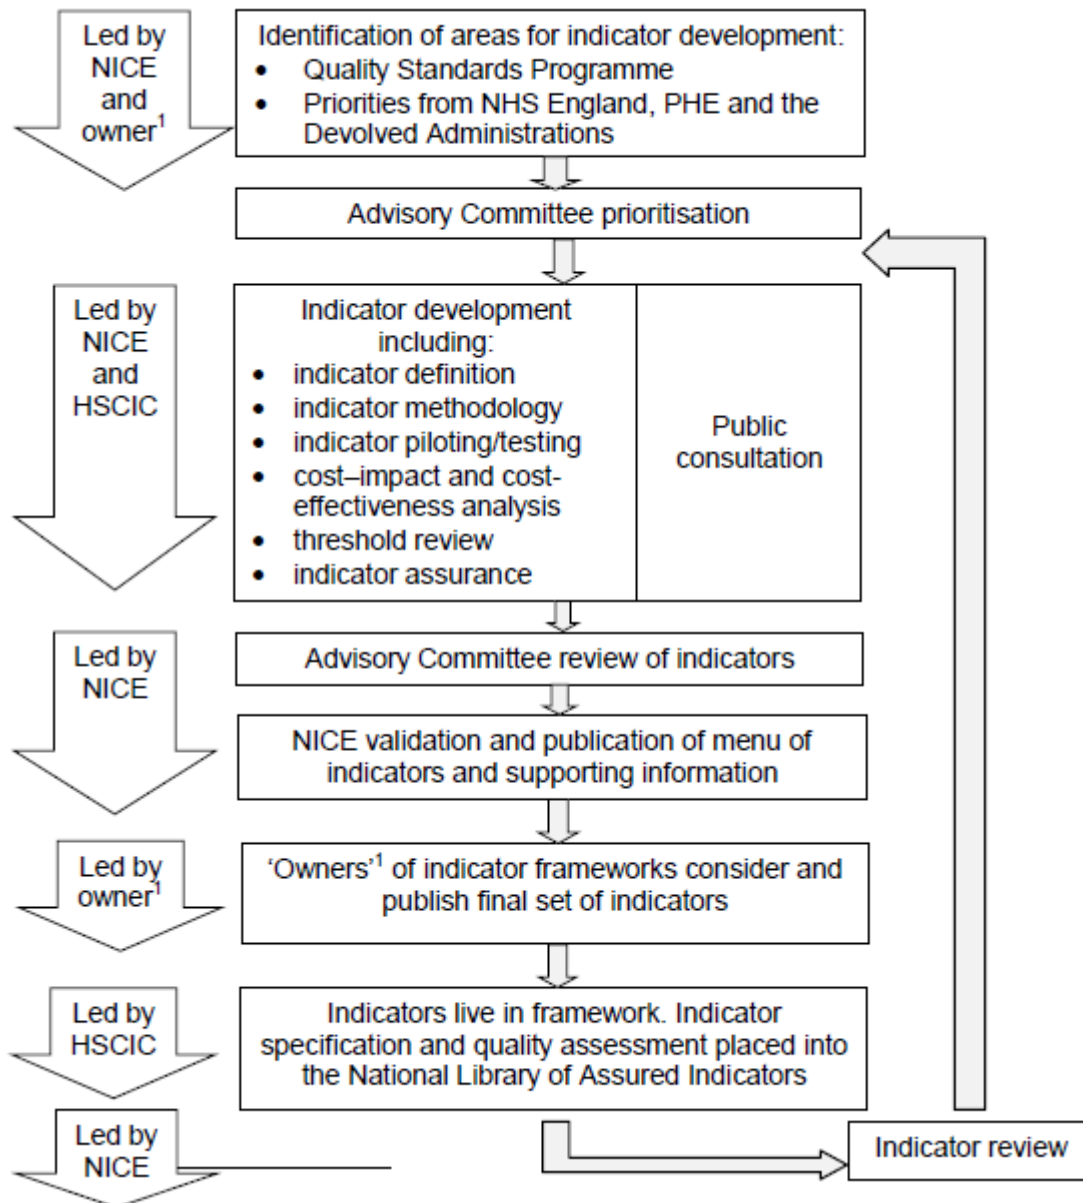 Led by
NICE
and
owner1
Identification of areas for indicator development:
• Quality Standards Programme
• Priorities from NHS England, PHE and the
Devolved Administrations
Advisory Committee prioritisation
Led by
NICE
and
HSCIC
Indicator development
including:
• indicator definition
• indicator methodology
• indicator piloting/testing
• cost–impact and cost-
effectiveness analysis
• threshold review
• indicator assurance
Public
consultation
Led by
NICE
Advisory Committee review of indicators
NICE validation and publication of menu of
indicators and supporting information
Led by
owner1
‘Owners’1 of indicator frameworks consider and
publish final set of indicators
Led by
HSCIC
Indicators live in framework. Indicator
specification and quality assessment placed into
the National Library of Assured Indicators
Led by
NICE
Indicator review